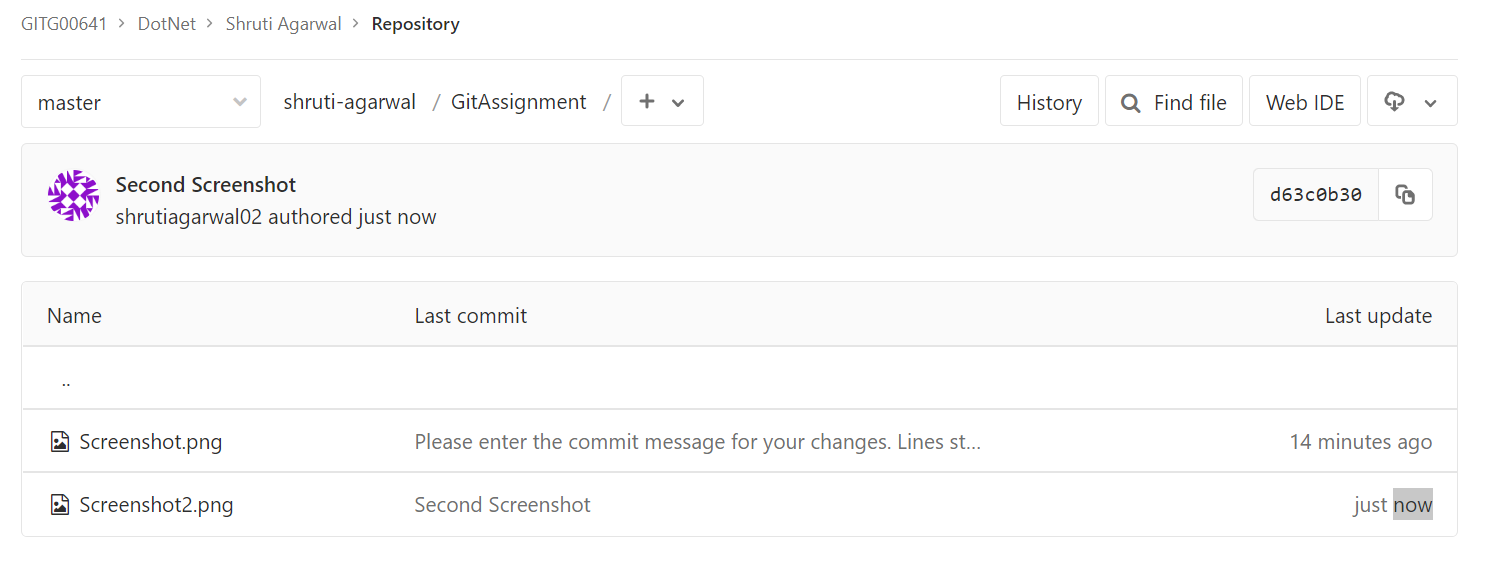 GITG00641 > DotNet > Shruti Agarwal > Repository
master shruti-agarwal / GitAssignment / + History Find file Web IDE
Second Screenshot
shrutiagarwal02 authored just now
d63c0b30
Name Last commit Last update
..
Screenshot.png Please enter the commit message for your changes. Lines st... 14 minutes ago
Screenshot2.png Second Screenshot just now